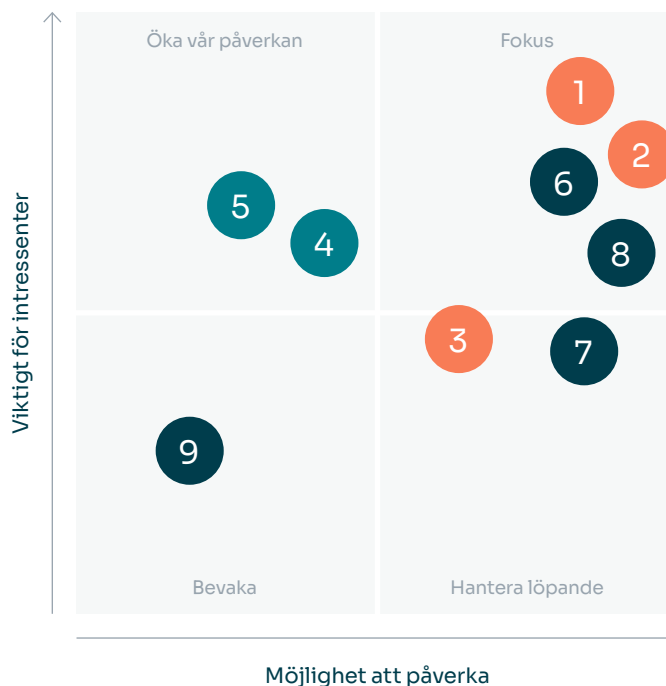 Öka vår påverkan
Fokus
1
2
6
5
4
8
3
7
9
Bevaka
Hantera löpande
Viktigt för intressenter
Möjlighet att påverka